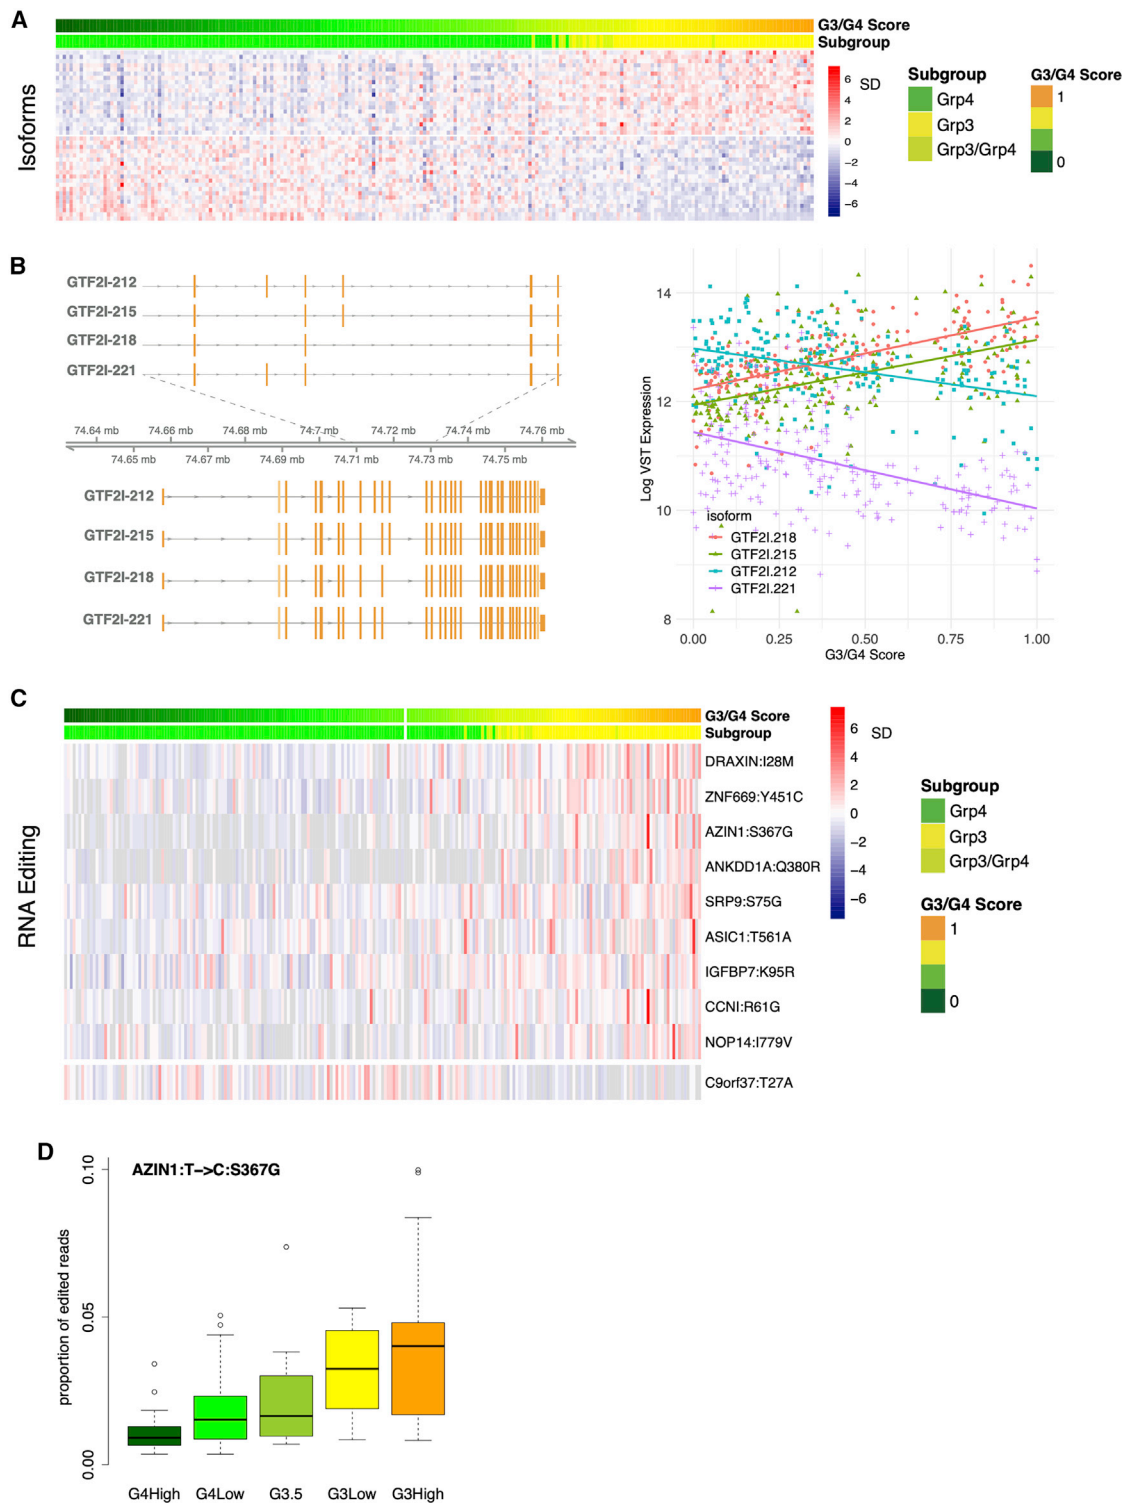 A
G3/G4 Score
Subgroup
Isoforms
6
4
2
0
−2
−4
−6
SD
Subgroup
Grp4
Grp3
Grp3/Grp4
G3/G4 Score
1
0
B
GTF2I-212
GTF2I-215
GTF2I-218
GTF2I-221
74.64 mb 74.66 mb 74.68 mb 74.7 mb 74.72 mb 74.74 mb 74.76 mb
74.65 mb 74.67 mb 74.69 mb 74.71 mb 74.73 mb 74.75 mb
GTF2I-212
GTF2I-215
GTF2I-218
GTF2I-221
Log VST Expression
14
12
10
8
isoform
GTF2I.218
GTF2I.215
GTF2I.212
GTF2I.221
0.00 0.25 0.50 0.75 1.00
G3/G4 Score
C
G3/G4 Score
Subgroup
RNA Editing
DRAXIN:I28M
ZNF669:Y451C
AZIN1:S367G
ANKDD1A:Q380R
SRP9:S75G
ASIC1:T561A
IGFBP7:K95R
CCNI:R61G
NOP14:I779V
C9orf37:T27A
6
4
2
0
−2
−4
−6
SD
Subgroup
Grp4
Grp3
Grp3/Grp4
G3/G4 Score
1
0
D
AZIN1:T−>C:S367G
proportion of edited reads
0.10
0.05
0.00
G4High G4Low G3.5 G3Low G3High